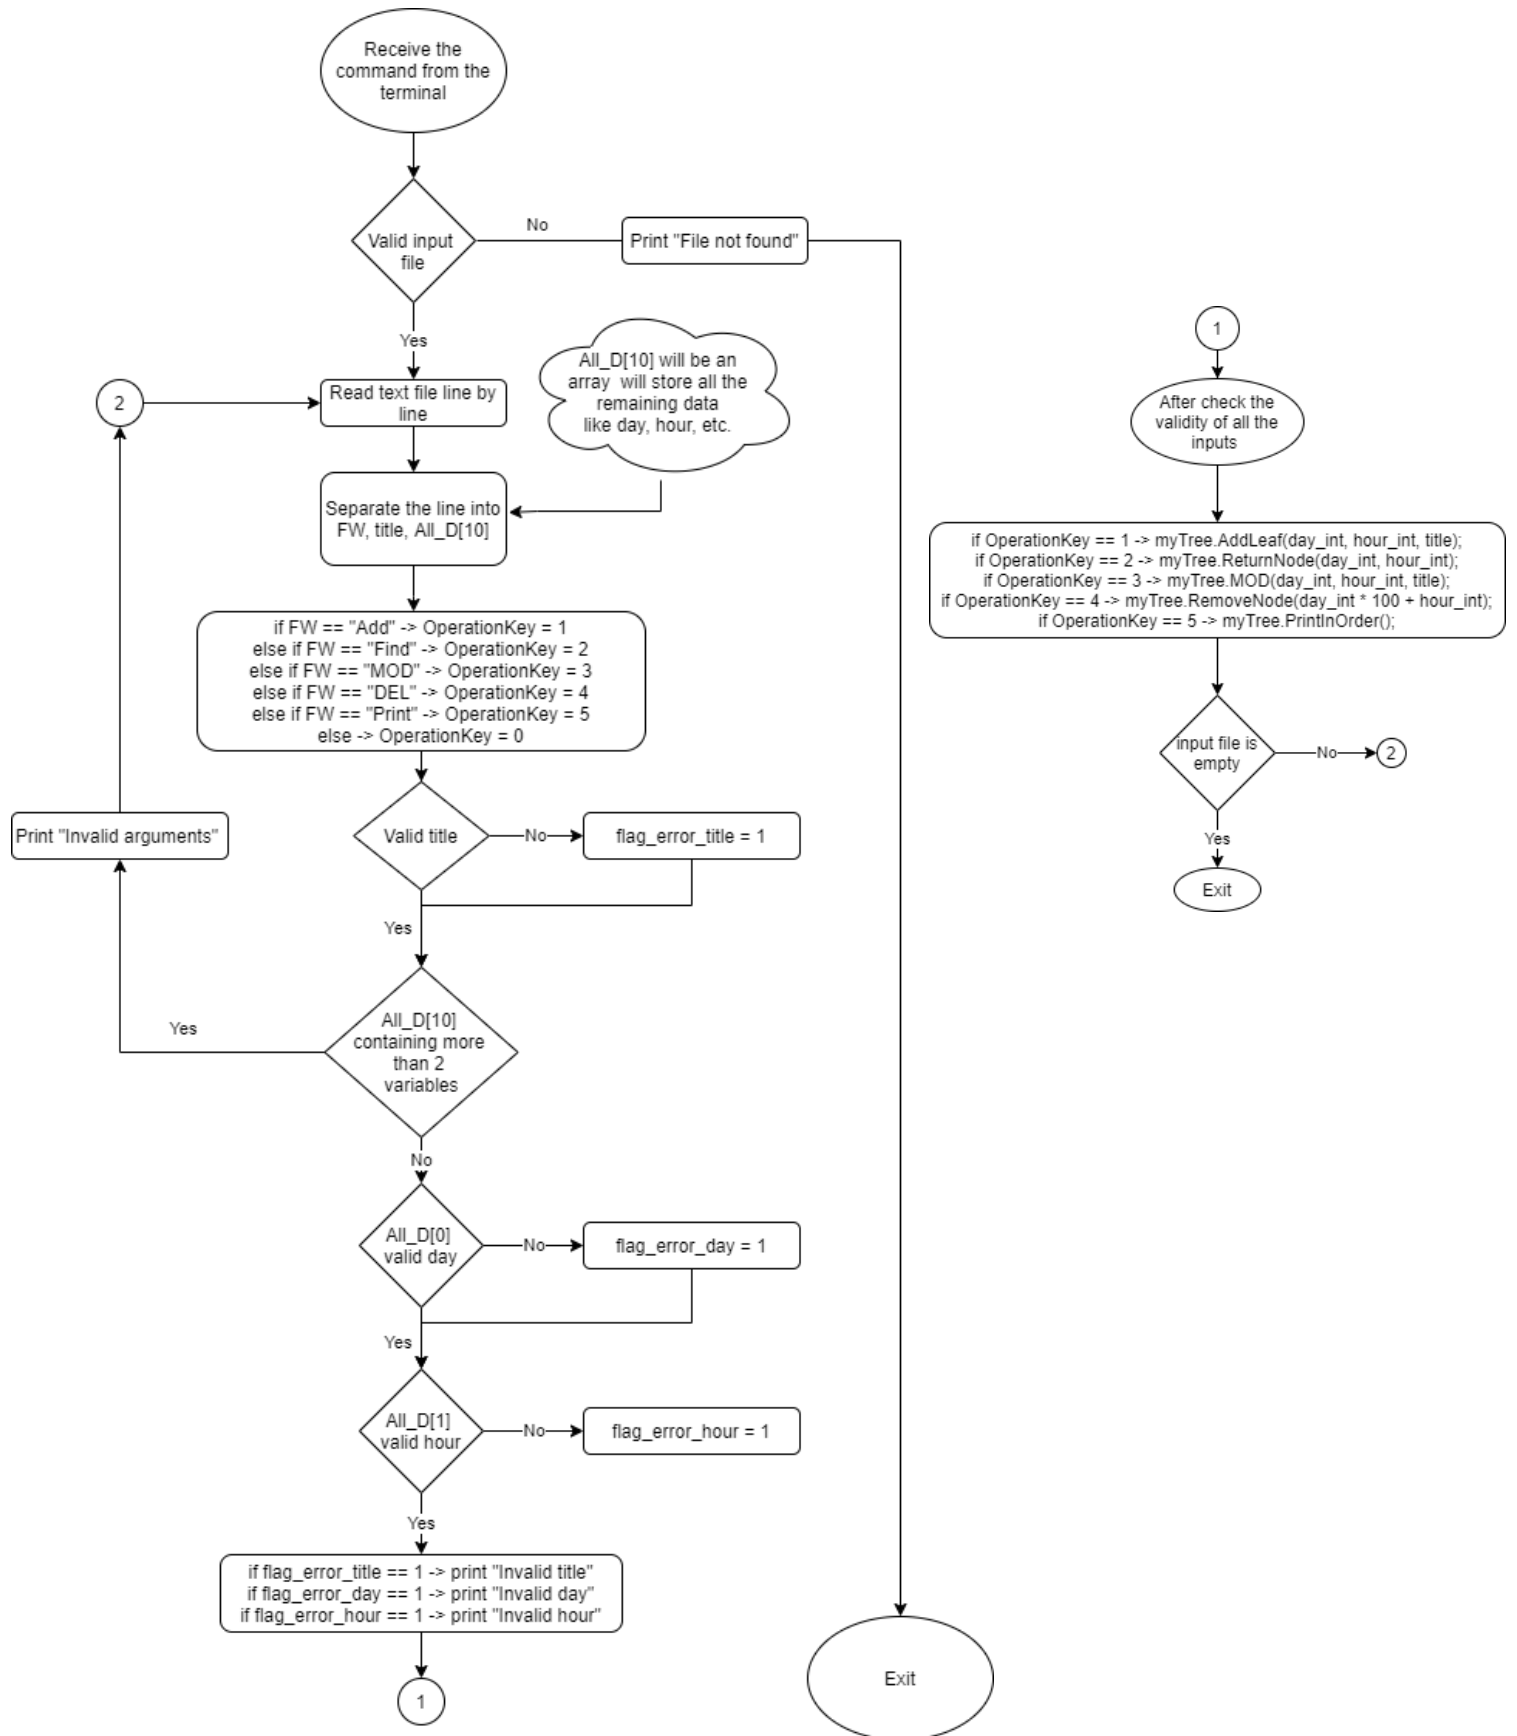 Receive the
command from the
terminal
Valid input
file
No
Print "File not found"
Yes
2
Read text file line by
line
All_D[10] will be an
array will store all the
remaining data
like day, hour, etc.
Separate the line into
FW, title, All_D[10]
if FW == "Add" -> OperationKey = 1
else if FW == "Find" -> OperationKey = 2
else if FW == "MOD" -> OperationKey = 3
else if FW == "DEL" -> OperationKey = 4
else if FW == "Print" -> OperationKey = 5
else -> OperationKey = 0
Print "Invalid arguments"
Valid title
No
flag_error_title = 1
Yes
Yes
All_D[10]
containing more
than 2
variables
No
All_D[0]
valid day
No
flag_error_day = 1
Yes
All_D[1]
valid hour
No
flag_error_hour = 1
Yes
if flag_error_title == 1 -> print "Invalid title"
if flag_error_day == 1 -> print "Invalid day"
if flag_error_hour == 1 -> print "Invalid hour"
1
Exit
1
After check the
validity of all the
inputs
if OperationKey == 1 -> myTree.AddLeaf(day_int, hour_int, title);
if OperationKey == 2 -> myTree.ReturnNode(day_int, hour_int);
if OperationKey == 3 -> myTree.MOD(day_int, hour_int, title);
if OperationKey == 4 -> myTree.RemoveNode(day_int * 100 + hour_int);
if OperationKey == 5 -> myTree.PrintInOrder();
input file is
empty
No
2
Yes
Exit